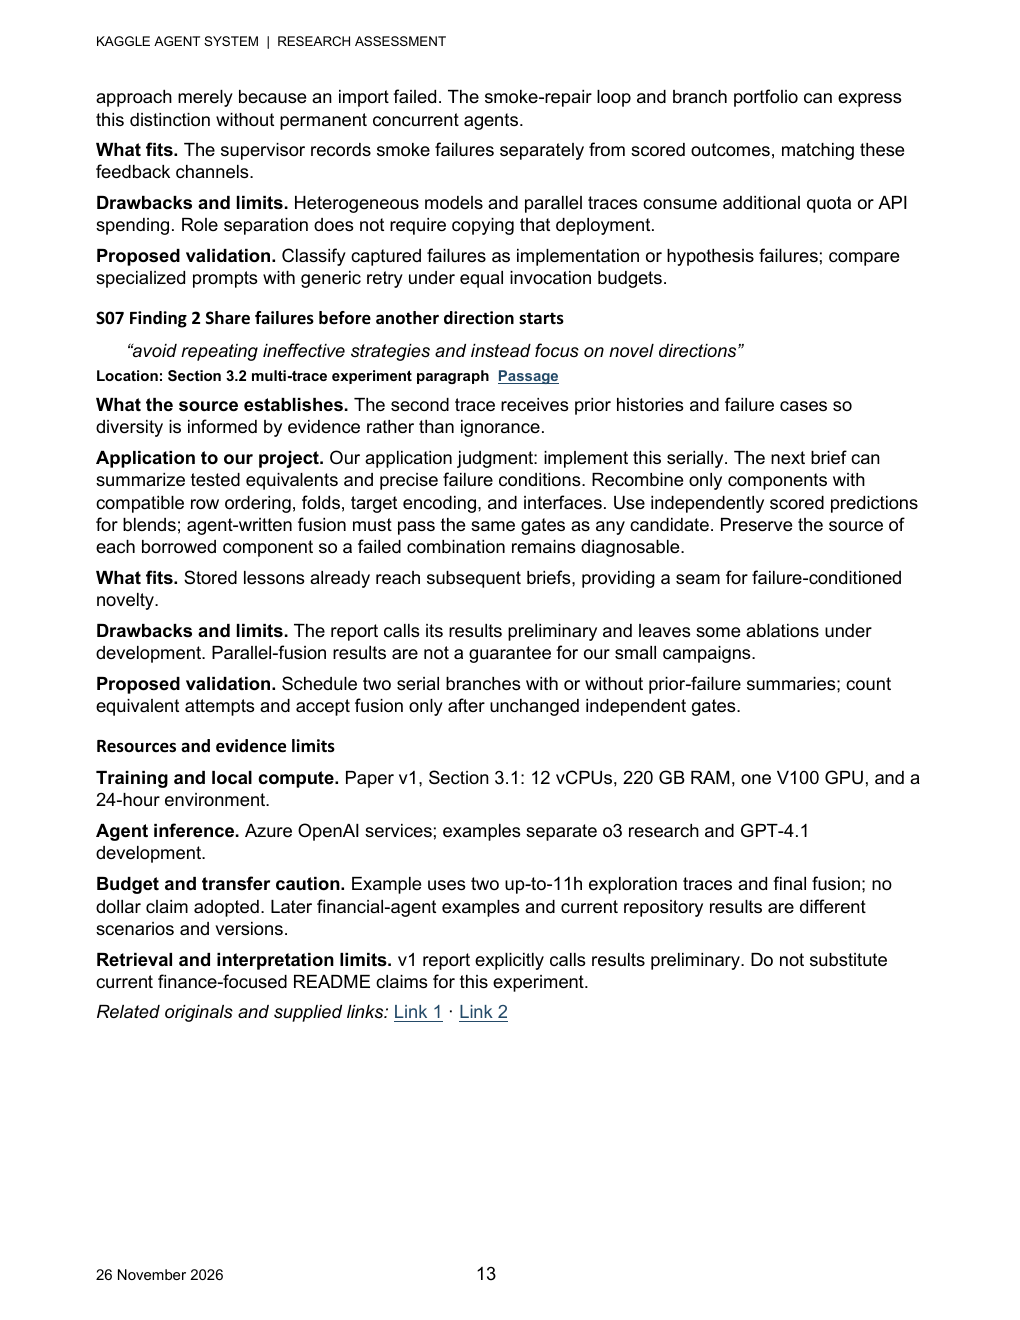 KAGGLE AGENT SYSTEM | RESEARCH ASSESSMENT
approach merely because an import failed. The smoke-repair loop and branch portfolio can express
this distinction without permanent concurrent agents.
What fits. The supervisor records smoke failures separately from scored outcomes, matching these
feedback channels.
Drawbacks and limits. Heterogeneous models and parallel traces consume additional quota or API
spending. Role separation does not require copying that deployment.
Proposed validation. Classify captured failures as implementation or hypothesis failures; compare
specialized prompts with generic retry under equal invocation budgets.
S07 Finding 2 Share failures before another direction starts
“avoid repeating ineffective strategies and instead focus on novel directions”
Location: Section 3.2 multi-trace experiment paragraph Passage
What the source establishes. The second trace receives prior histories and failure cases so
diversity is informed by evidence rather than ignorance.
Application to our project. Our application judgment: implement this serially. The next brief can
summarize tested equivalents and precise failure conditions. Recombine only components with
compatible row ordering, folds, target encoding, and interfaces. Use independently scored predictions
for blends; agent-written fusion must pass the same gates as any candidate. Preserve the source of
each borrowed component so a failed combination remains diagnosable.
What fits. Stored lessons already reach subsequent briefs, providing a seam for failure-conditioned
novelty.
Drawbacks and limits. The report calls its results preliminary and leaves some ablations under
development. Parallel-fusion results are not a guarantee for our small campaigns.
Proposed validation. Schedule two serial branches with or without prior-failure summaries; count
equivalent attempts and accept fusion only after unchanged independent gates.
Resources and evidence limits
Training and local compute. Paper v1, Section 3.1: 12 vCPUs, 220 GB RAM, one V100 GPU, and a
24-hour environment.
Agent inference. Azure OpenAI services; examples separate o3 research and GPT-4.1
development.
Budget and transfer caution. Example uses two up-to-11h exploration traces and final fusion; no
dollar claim adopted. Later financial-agent examples and current repository results are different
scenarios and versions.
Retrieval and interpretation limits. v1 report explicitly calls results preliminary. Do not substitute
current finance-focused README claims for this experiment.
Related originals and supplied links: Link 1 · Link 2
26 November 2026 13